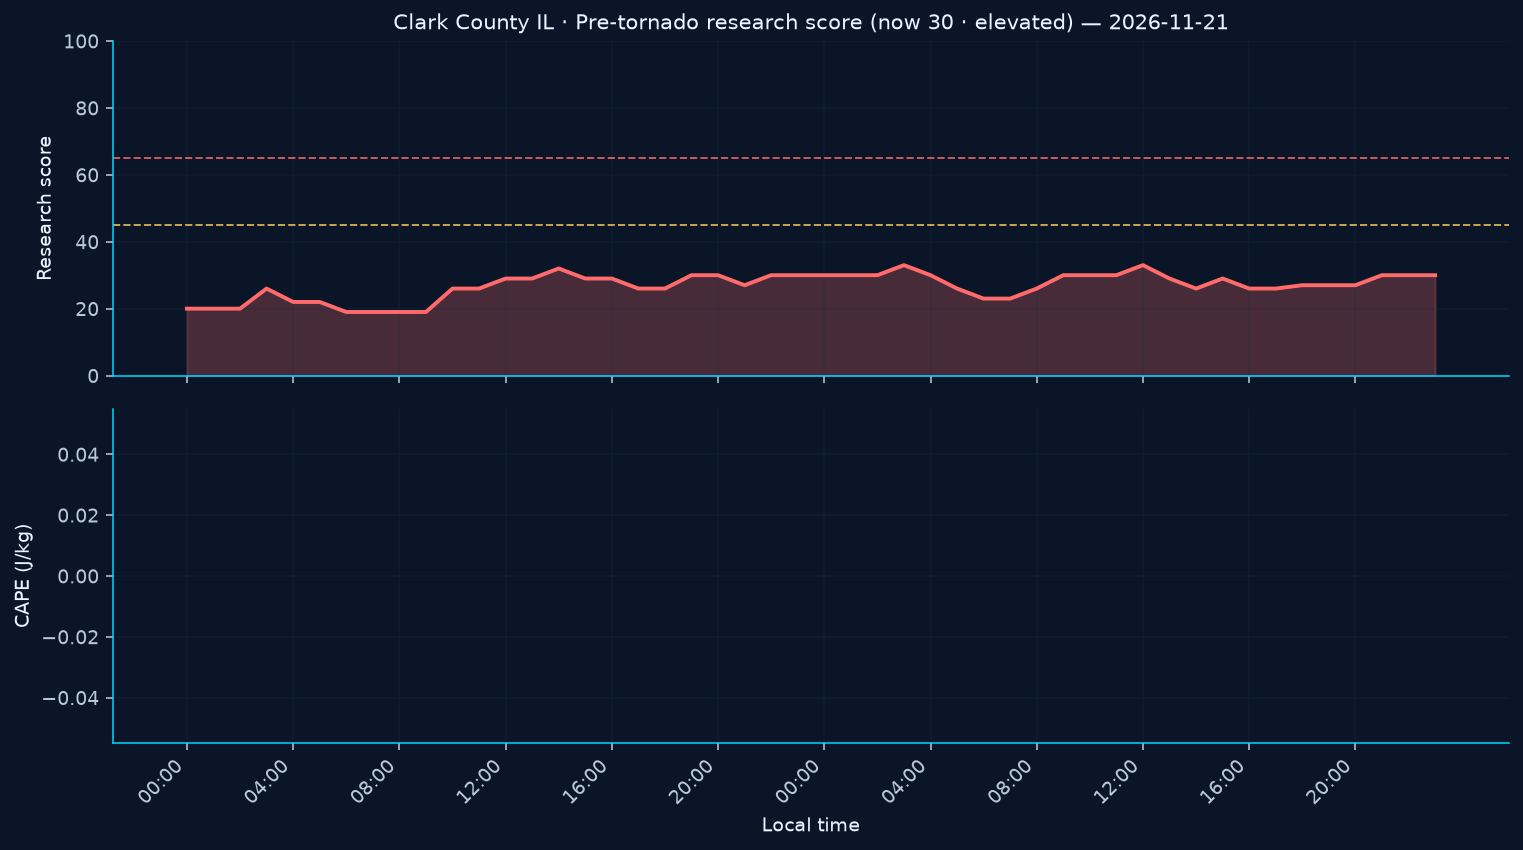 Clark County IL · Pre-tornado research score (now 30 · elevated) — 2026-11-21
Research score
100
80
60
40
20
0
CAPE (J/kg)
0.04
0.02
0.00
−0.02
−0.04
00:00 04:00 08:00 12:00 16:00 20:00 00:00 04:00 08:00 12:00 16:00 20:00
Local time